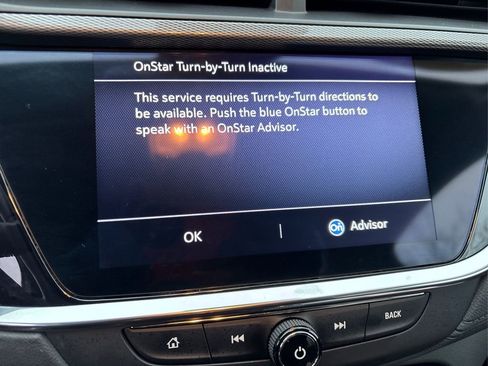 OnStar Turn-by-Turn Inactive
This service requires Turn-by-Turn directions to
be available. Push the blue OnStar button to
speak with an OnStar Advisor.
OK
On Advisor
BACK